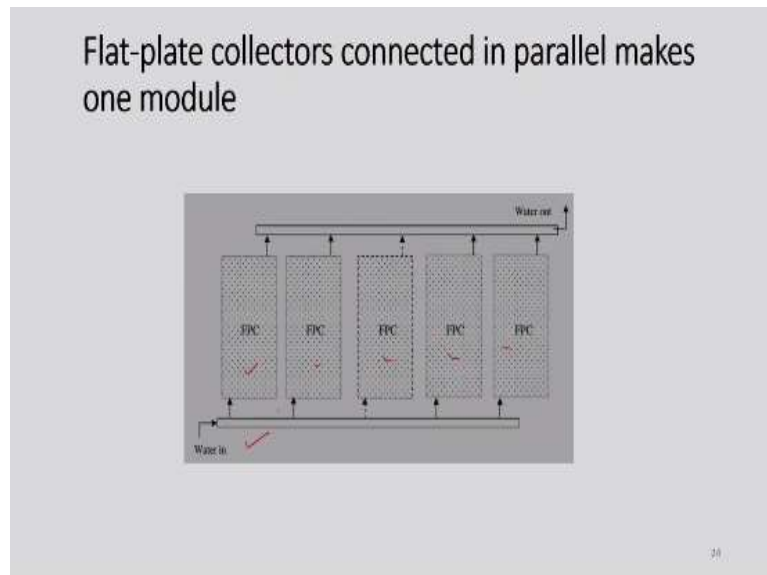 Flat-plate collectors connected in parallel makes
one module
Water out
FPC FPC FPC FPC FPC
Water in